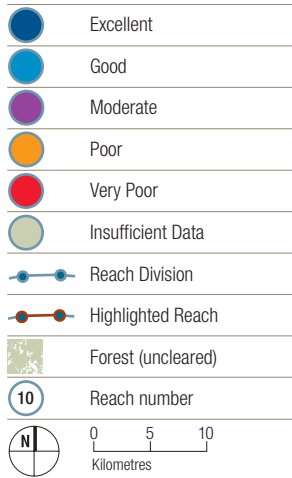 Excellent
Good
Moderate
Poor
Very Poor
Insufficient Data
Reach Division
Highlighted Reach
Forest (uncleared)
10 Reach number
N 0 5 10
Kilometres